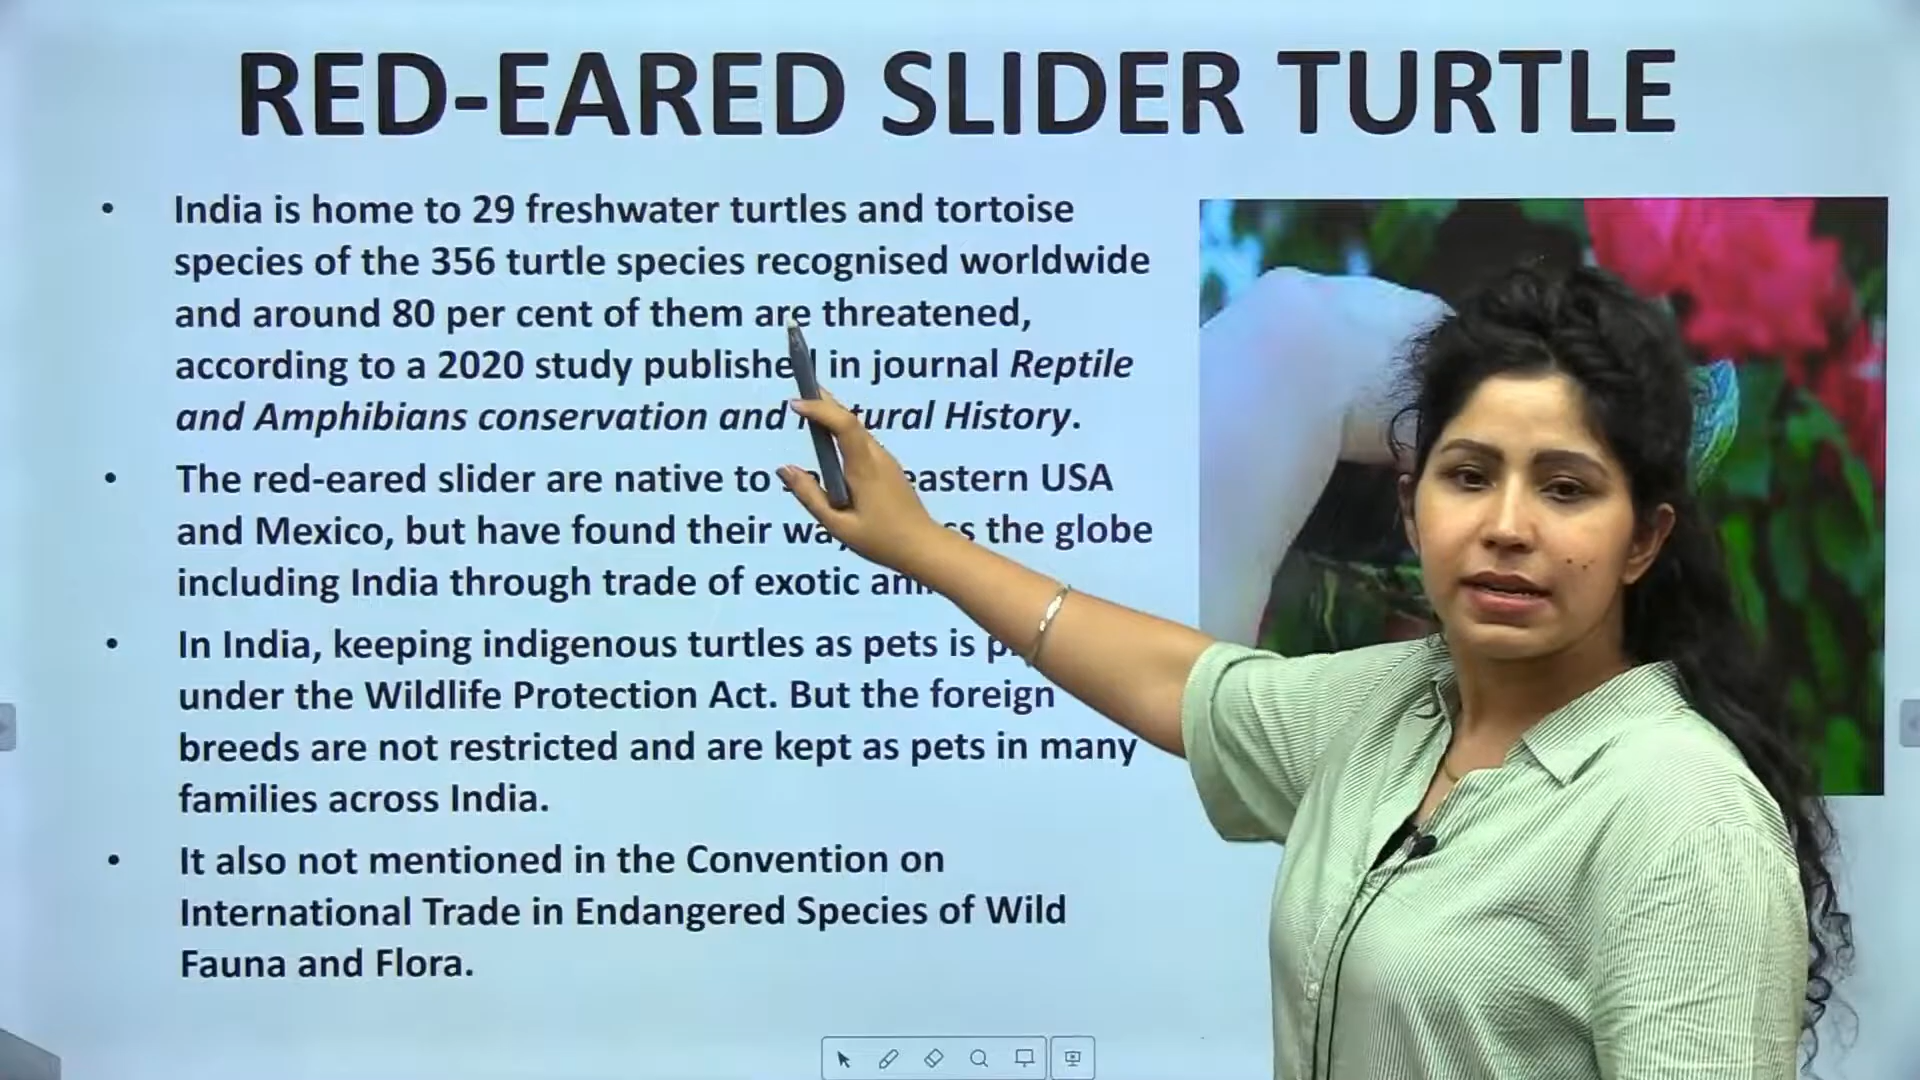 RED-EARED SLIDER TURTLE
• India is home to 29 freshwater turtles and tortoise
species of the 356 turtle species recognised worldwide
and around 80 per cent of them are threatened,
according to a 2020 study published in journal Reptile
and Amphibians conservation and Natural History.
• The red-eared slider are native to USA
and Mexico, but have found their way the globe
including India through trade of exotic
• In India, keeping indigenous turtles as pets is
under the Wildlife Protection Act. But the foreign
breeds are not restricted and are kept as pets in many
families across India.
• It also not mentioned in the Convention on
International Trade in Endangered Species of Wild
Fauna and Flora.